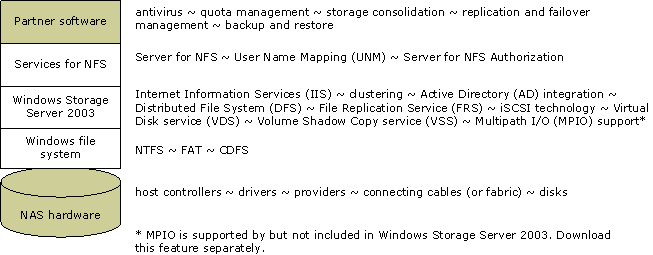 Partner software
antivirus ~ quota management ~ storage consolidation ~ replication and failover
management ~ backup and restore
Services for NFS
Server for NFS ~ User Name Mapping (UNM) ~ Server for NFS Authorization
Windows Storage
Server 2003
Internet Information Services (IIS) ~ clustering ~ Active Directory (AD) integration ~
Distributed File System (DFS) ~ File Replication Service (FRS) ~ iSCSI technology ~ Virtual
Disk service (VDS) ~ Volume Shadow Copy service (VSS) ~ Multipath I/O (MPIO) support*
Windows file
system
NTFS ~ FAT ~ CDFS
NAS hardware
host controllers ~ drivers ~ providers ~ connecting cables (or fabric) ~ disks
* MPIO is supported by but not included in Windows Storage Server 2003. Download
this feature separately.